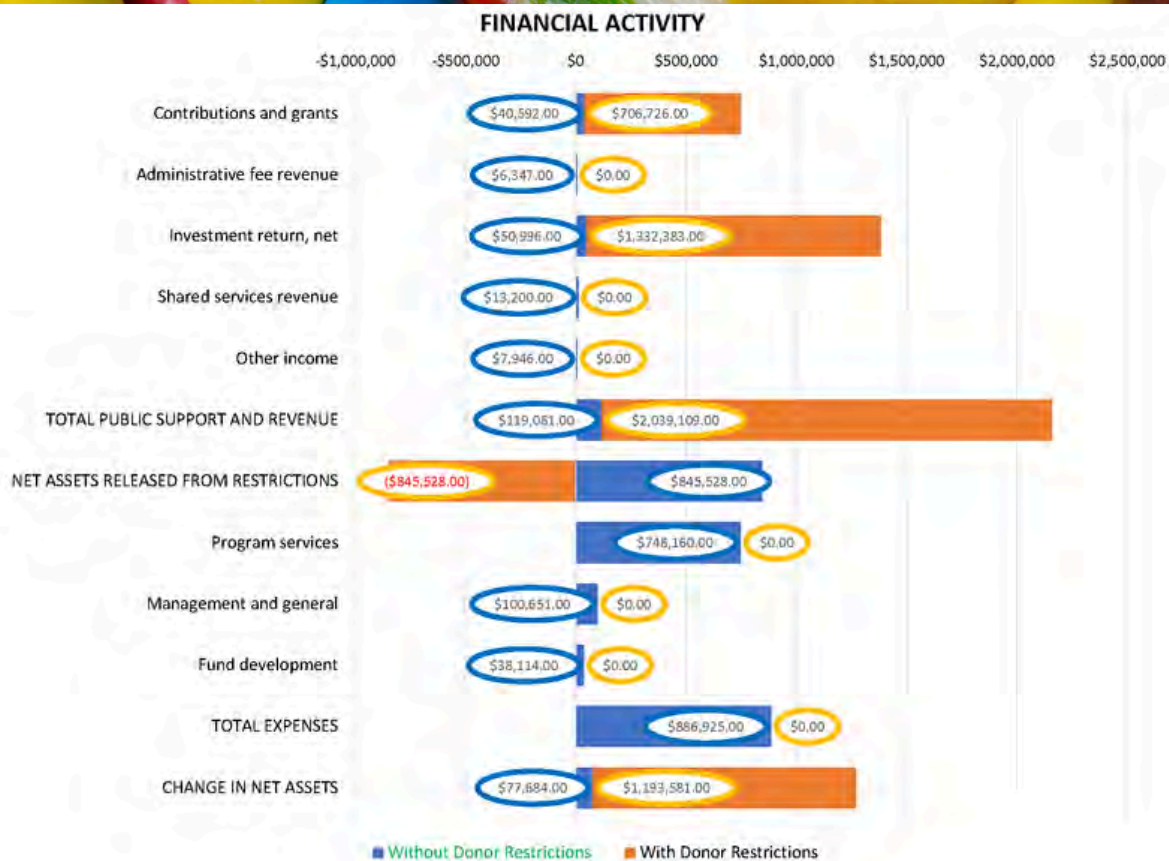 FINANCIAL ACTIVITY
-$1,000,000 -$500,000 $0 $500,000 $1,000,000 $1,500,000 $2,000,000 $2,500,000
Contributions and grants $40,592.00 $706,726.00
Administrative fee revenue $6,347.00 $0.00
Investment return, net $50,996.00 $1,332,383.00
Shared services revenue $13,200.00 $0.00
Other income $7,946.00 $0.00
TOTAL PUBLIC SUPPORT AND REVENUE $119,081.00 $2,039,109.00
NET ASSETS RELEASED FROM RESTRICTIONS ($845,528.00) $845,528.00
Program services $748,160.00 $0.00
Management and general $100,651.00 $0.00
Fund development $38,114.00 $0.00
TOTAL EXPENSES $886,925.00 $0.00
CHANGE IN NET ASSETS $77,684.00 $1,193,581.00
Without Donor Restrictions With Donor Restrictions